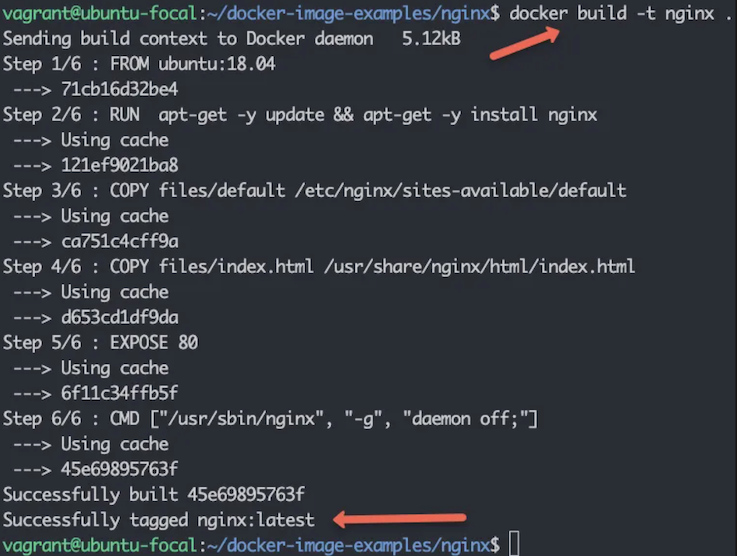 vagrant@ubuntu-focal:~/docker-image-examples/nginx$ docker build -t nginx .
Sending build context to Docker daemon   5.12kB
Step 1/6 : FROM ubuntu:18.04
 ---> 71cb16d32be4
Step 2/6 : RUN  apt-get -y update && apt-get -y install nginx
 ---> Using cache
 ---> 121ef9021ba8
Step 3/6 : COPY files/default /etc/nginx/sites-available/default
 ---> Using cache
 ---> ca751c4cff9a
Step 4/6 : COPY files/index.html /usr/share/nginx/html/index.html
 ---> Using cache
 ---> d653cd1df9da
Step 5/6 : EXPOSE 80
 ---> Using cache
 ---> 6f11c34ffb5f
Step 6/6 : CMD ["/usr/sbin/nginx", "-g", "daemon off;"]
 ---> Using cache
 ---> 45e69895763f
Successfully built 45e69895763f
Successfully tagged nginx:latest
vagrant@ubuntu-focal:~/docker-image-examples/nginx$